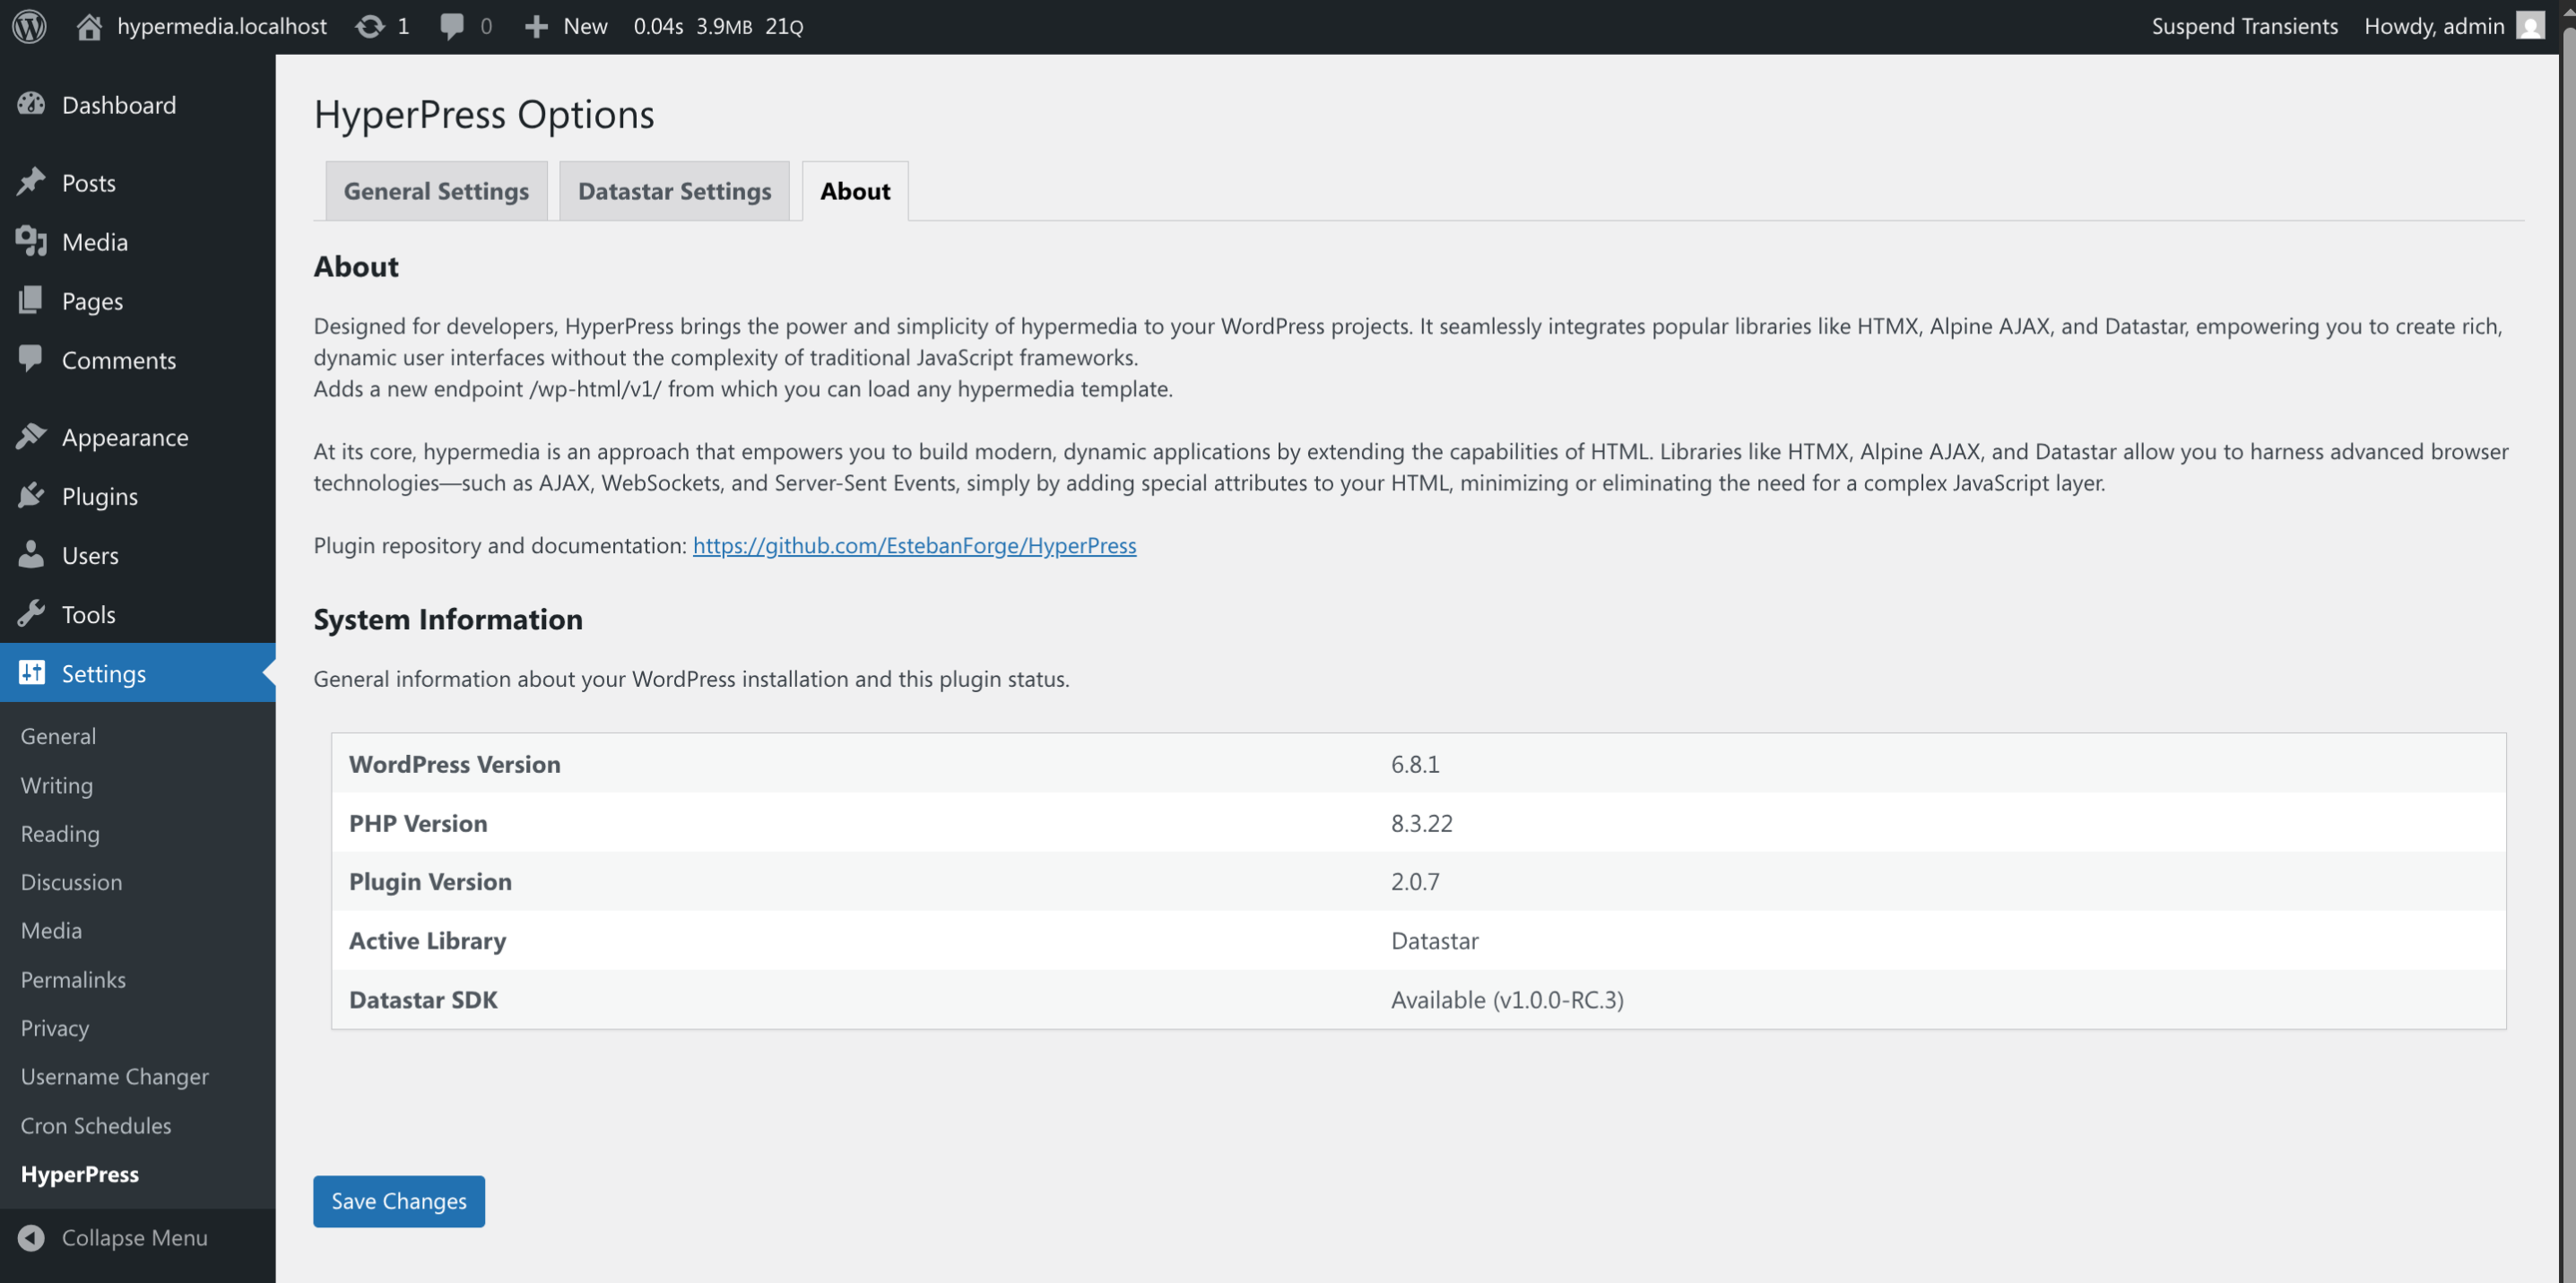 hypermedia.localhost 1 0 New 0.04s 3.9MB 21Q Suspend Transients Howdy, admin
Dashboard
Posts
Media
Pages
Comments
Appearance
Plugins
Users
Tools
Settings
General
Writing
Reading
Discussion
Media
Permalinks
Privacy
Username Changer
Cron Schedules
HyperPress
Collapse Menu
HyperPress Options
General Settings Datastar Settings About
About
Designed for developers, HyperPress brings the power and simplicity of hypermedia to your WordPress projects. It seamlessly integrates popular libraries like HTMX, Alpine AJAX, and Datastar, empowering you to create rich,
dynamic user interfaces without the complexity of traditional JavaScript frameworks.
Adds a new endpoint /wp-html/v1/ from which you can load any hypermedia template.
At its core, hypermedia is an approach that empowers you to build modern, dynamic applications by extending the capabilities of HTML. Libraries like HTMX, Alpine AJAX, and Datastar allow you to harness advanced browser
technologies—such as AJAX, WebSockets, and Server-Sent Events, simply by adding special attributes to your HTML, minimizing or eliminating the need for a complex JavaScript layer.
Plugin repository and documentation: https://github.com/EstebanForge/HyperPress
System Information
General information about your WordPress installation and this plugin status.
WordPress Version 6.8.1
PHP Version 8.3.22
Plugin Version 2.0.7
Active Library Datastar
Datastar SDK Available (v1.0.0-RC.3)
Save Changes